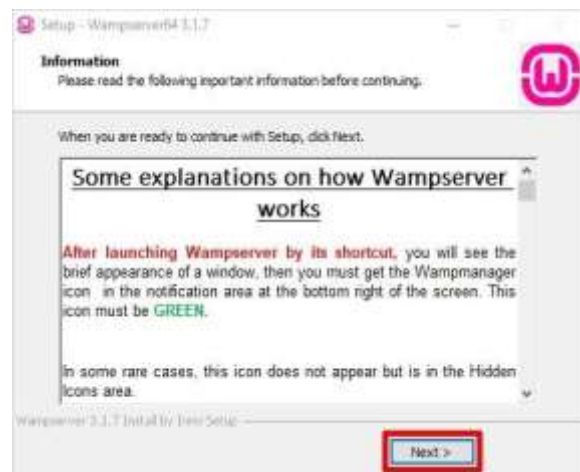 Setup - Wampserver64 3.1.7
Information
Please read the following important information before continuing.
When you are ready to continue with Setup, click Next.
Some explanations on how Wampserver
works
After launching Wampserver by its shortcut, you will see the
brief appearance of a window, then you must get the Wampmanager
icon in the notification area at the bottom right of the screen. This
icon must be GREEN.
In some rare cases, this icon does not appear but is in the Hidden
Icons area.
Wampserver 3.1.7 Install by Inno Setup
Next >